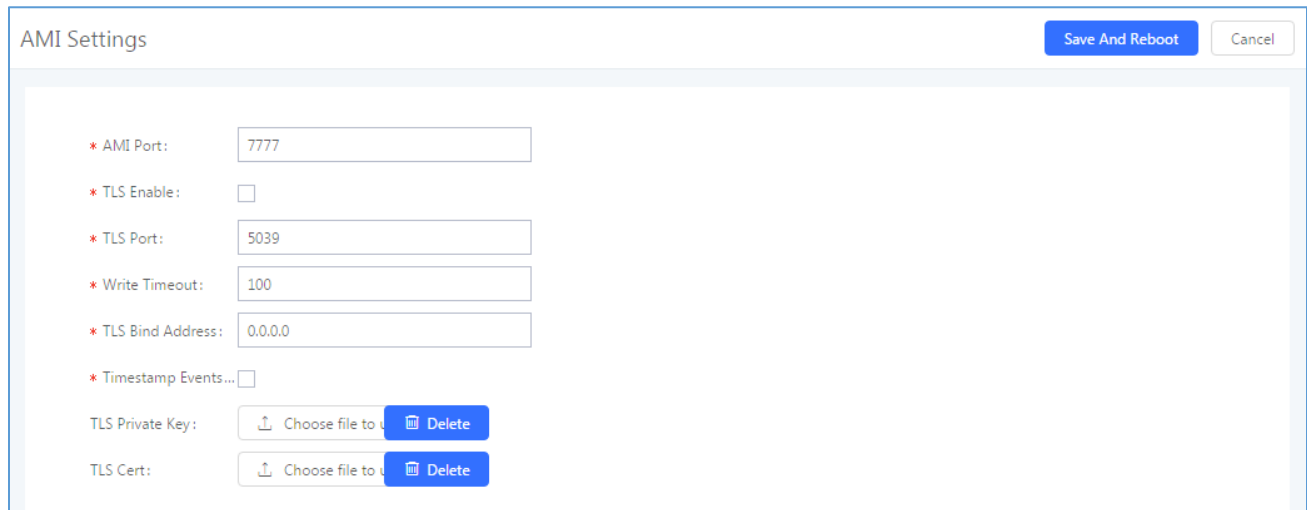 AMI Settings Save And Reboot Cancel
* AMI Port: 7777
* TLS Enable:
* TLS Port: 5039
* Write Timeout: 100
* TLS Bind Address: 0.0.0.0
* Timestamp Events...
TLS Private Key: Choose file to u Delete
TLS Cert: Choose file to u Delete